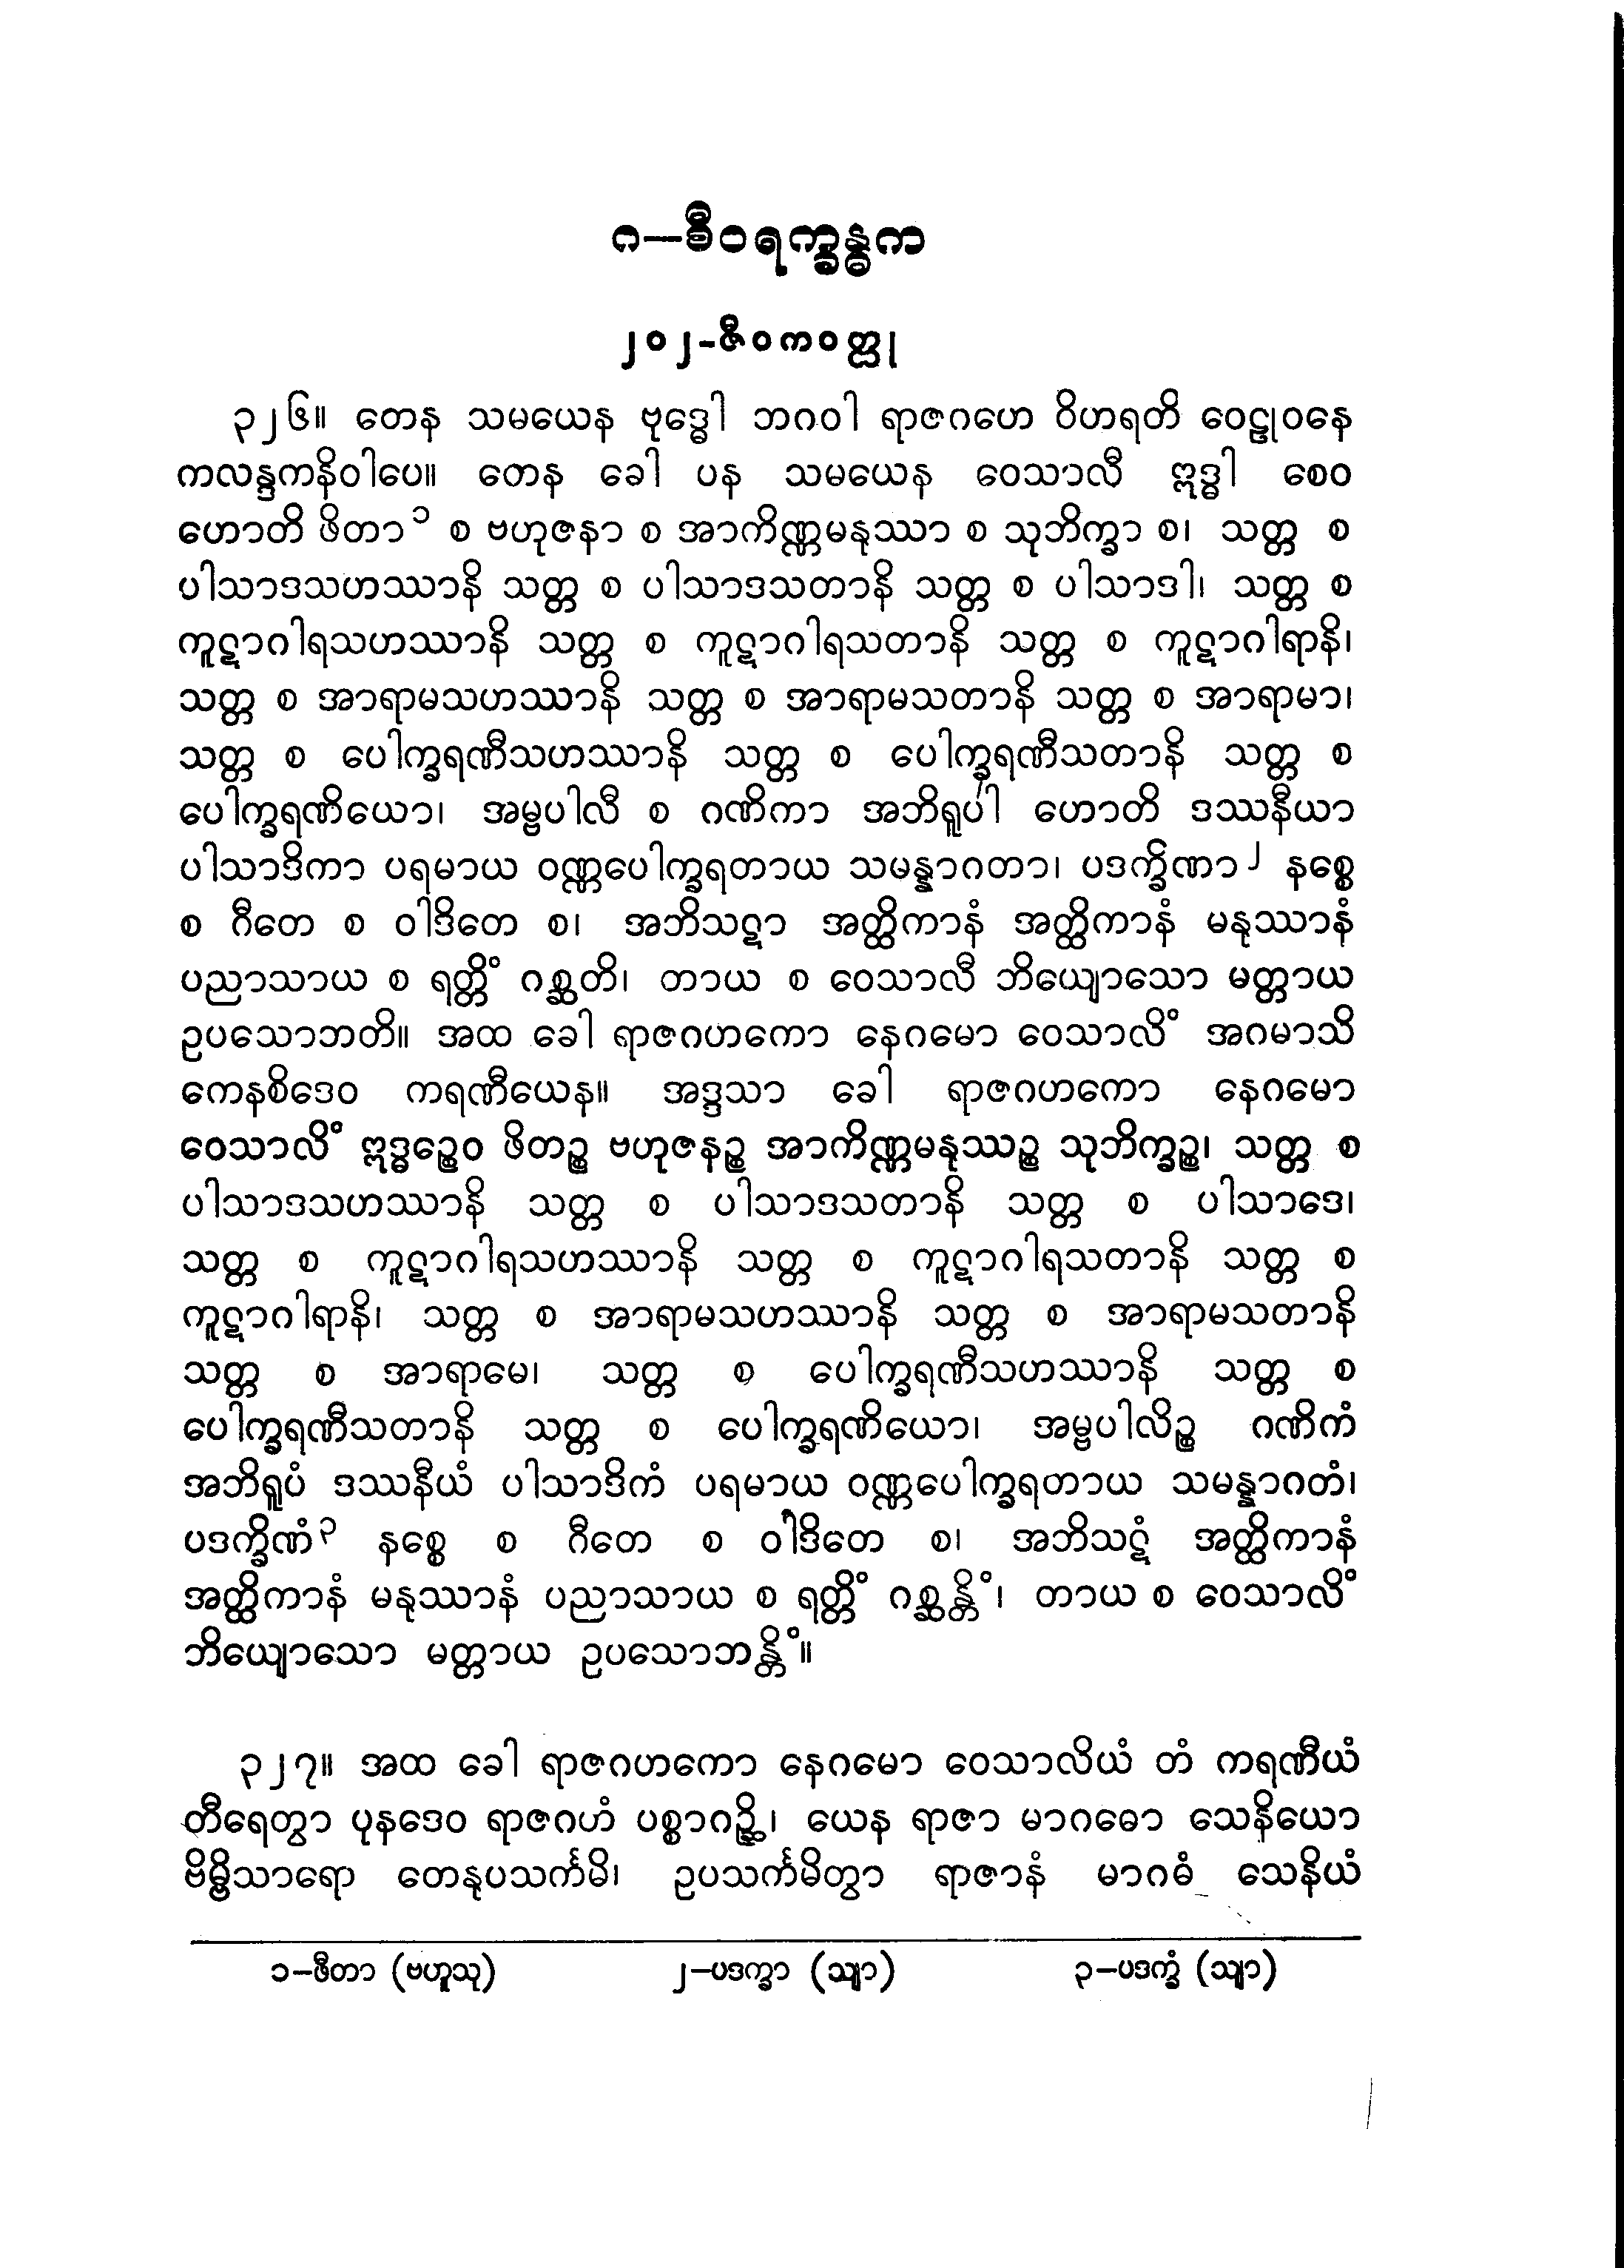 ဂ—စီဝရက္ခန္ဓက
၂၀၂-ဇီဝကဝတ္ထု
၃၂၆။ တေန သမယေန ဗုဒ္ဓေါ ဘဂဝါ ရာဇဂဟေ ဝိဟရတိ ဝေဠုဝနေ
ကလန္ဒကနိဝါပေ။ တေန ခေါ ပန သမယေန ဝေသာလီ ဣဒ္ဓါ စေဝ
ဟောတိ ဖိတာ၁ စ ဗဟုဇနာ စ အာကိဏ္ဏမနုဿာ စ သုဘိက္ခာ စ၊ သတ္တ စ
ပါသာဒသဟဿာနိ သတ္တ စ ပါသာဒသတာနိ သတ္တ စ ပါသာဒါ၊ သတ္တ စ
ကူဋာဂါရသဟဿာနိ သတ္တ စ ကူဋာဂါရသတာနိ သတ္တ စ ကူဋာဂါရာနိ၊
သတ္တ စ အာရာမသဟဿာနိ သတ္တ စ အာရာမသတာနိ သတ္တ စ အာရာမာ၊
သတ္တ စ ပေါက္ခရဏီသဟဿာနိ သတ္တ စ ပေါက္ခရဏီသတာနိ သတ္တ စ
ပေါက္ခရဏိယော၊ အမ္ဗပါလီ စ ဂဏိကာ အဘိရူပါ ဟောတိ ဒဿနီယာ
ပါသာဒိကာ ပရမာယ ဝဏ္ဏပေါက္ခရတာယ သမန္နာဂတာ၊ ပဒက္ခိဏာ၂ နစ္စေ
စ ဂီတေ စ ဝါဒိတေ စ၊ အဘိသဋာ အတ္ထိကာနံ အတ္ထိကာနံ မနုဿာနံ
ပညာသာယ စ ရတ္တိံ ဂစ္ဆတိ၊ တာယ စ ဝေသာလီ ဘိယျောသော မတ္တာယ
ဥပသောဘတိ။ အထ ခေါ ရာဇဂဟကော နေဂမော ဝေသာလိံ အဂမာသိ
ကေနစိဒေဝ ကရဏီယေန။ အဒ္ဒသာ ခေါ ရာဇဂဟကော နေဂမော
ဝေသာလိံ ဣဒ္ဓဉ္စေဝ ဖိတဉ္စ ဗဟုဇနဉ္စ အာကိဏ္ဏမနုဿဉ္စ သုဘိက္ခဉ္စ၊ သတ္တ စ
ပါသာဒသဟဿာနိ သတ္တ စ ပါသာဒသတာနိ သတ္တ စ ပါသာဒေ၊
သတ္တ စ ကူဋာဂါရသဟဿာနိ သတ္တ စ ကူဋာဂါရသတာနိ သတ္တ စ
ကူဋာဂါရာနိ၊ သတ္တ စ အာရာမသဟဿာနိ သတ္တ စ အာရာမသတာနိ
သတ္တ စ အာရာမေ၊ သတ္တ စ ပေါက္ခရဏီသဟဿာနိ သတ္တ စ
ပေါက္ခရဏီသတာနိ သတ္တ စ ပေါက္ခရဏိယော၊ အမ္ဗပါလိဉ္စ ဂဏိကံ
အဘိရူပံ ဒဿနီယံ ပါသာဒိကံ ပရမာယ ဝဏ္ဏပေါက္ခရတာယ သမန္နာဂတံ၊
ပဒက္ခိဏံ၃ နစ္စေ စ ဂီတေ စ ဝါဒိတေ စ၊ အဘိသဋံ အတ္ထိကာနံ
အတ္ထိကာနံ မနုဿာနံ ပညာသာယ စ ရတ္တိံ ဂစ္ဆန္တိံ၊ တာယ စ ဝေသာလိံ
ဘိယျောသော မတ္တာယ ဥပသောဘန္တိံ။
၃၂၇။ အထ ခေါ ရာဇဂဟကော နေဂမော ဝေသာလိယံ တံ ကရဏီယံ
တီရေတွာ ပုနဒေဝ ရာဇဂဟံ ပစ္စာဂဉ္ဆိ၊ ယေန ရာဇာ မာဂဓော သေနိယော
ဗိမ္ဗိသာရော တေနုပသင်္ကမိ၊ ဥပသင်္ကမိတွာ ရာဇာနံ မာဂဓံ သေနိယံ
၁—ဖီတာ (ဗဟူသု) ၂—ပဒက္ခာ (သျာ) ၃—ပဒက္ခံ (သျာ)